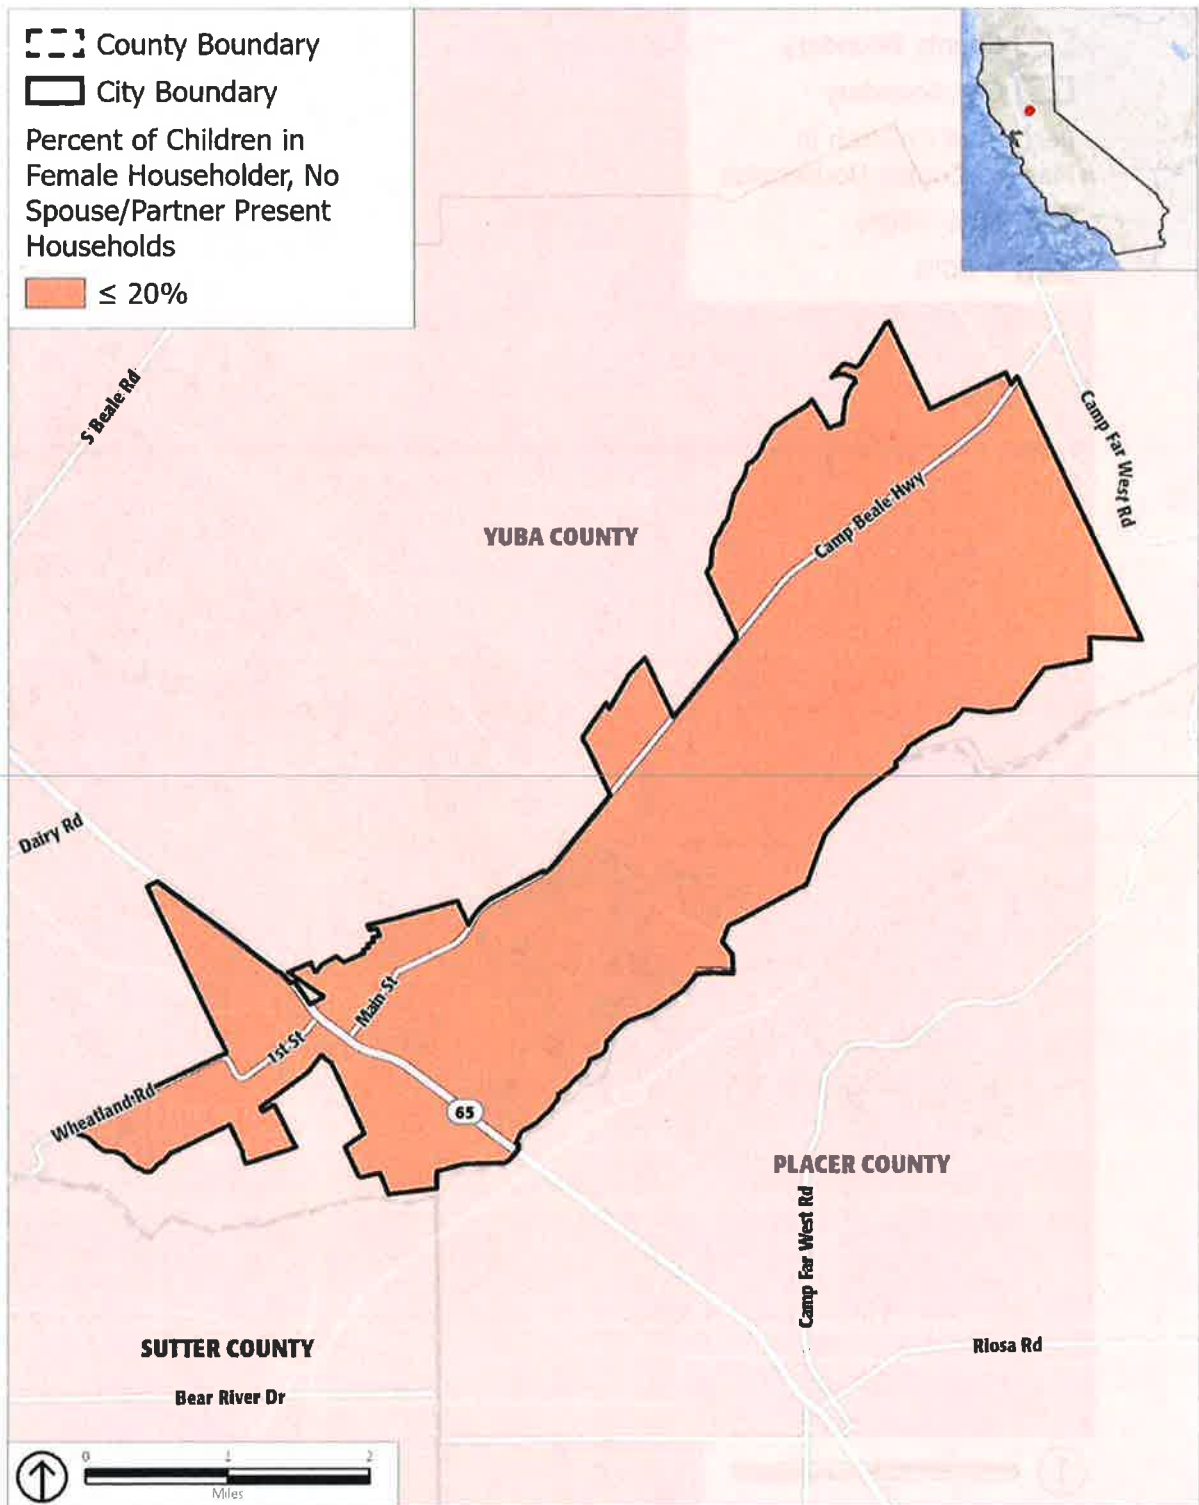 County Boundary
City Boundary
Percent of Children in
Female Householder, No
Spouse/Partner Present
Households
≤ 20%
S Beale Rd
Camp Far West Rd
YUBA COUNTY
Camp Beale Hwy
Dairy Rd
Main St
1st St
Wheatland Rd
65
PLACER COUNTY
Camp Far West Rd
SUTTER COUNTY
Riosa Rd
Bear River Dr
0 1 2
Miles